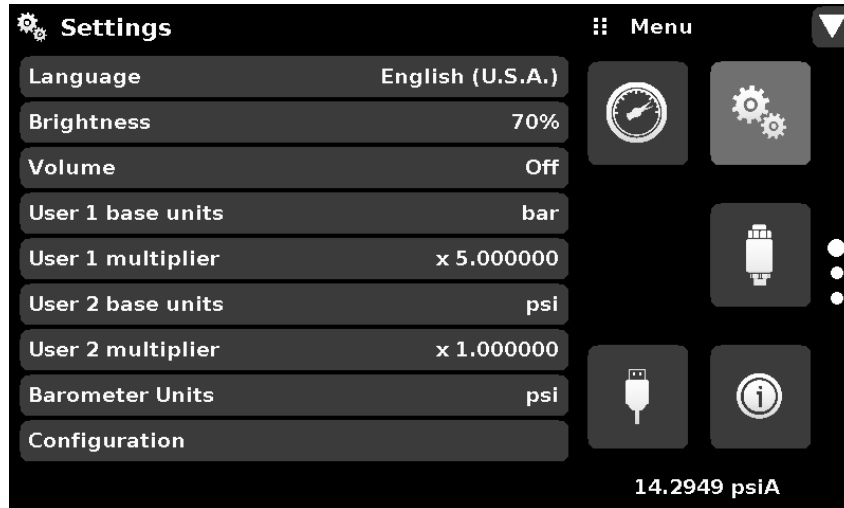 Settings
Menu
Language English (U.S.A.)
Brightness 70%
Volume Off
User 1 base units bar
User 1 multiplier x 5.000000
User 2 base units psi
User 2 multiplier x 1.000000
Barometer Units psi
Configuration
14.2949 psiA